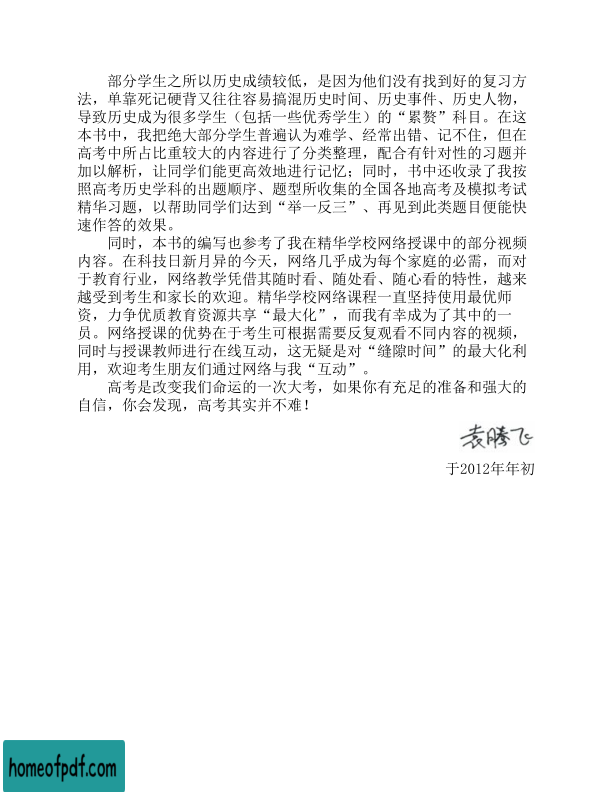 部分学生之所以历史成绩较低，是因为他们没有找到好的复习方
法，单靠死记硬背又往往容易搞混历史时间、历史事件、历史人物，
导致历史成为很多学生（包括一些优秀学生）的“累赘”科目。在这
本书中，我把绝大部分学生普遍认为难学、经常出错、记不住，但在
高考中所占比重较大的内容进行了分类整理，配合有针对性的习题并
加以解析，让同学们能更高效地进行记忆；同时，书中还收录了我按
照高考历史学科的出题顺序、题型所收集的全国各地高考及模拟考试
精华习题，以帮助同学们达到“举一反三”、再见到此类题目便能快
速作答的效果。
同时，本书的编写也参考了我在精华学校网络授课中的部分视频
内容。在科技日新月异的今天，网络几乎成为每个家庭的必需，而对
于教育行业，网络教学凭借其随时看、随处看、随心看的特性，越来
越受到考生和家长的欢迎。精华学校网络课程一直坚持使用最优师
资，力争优质教育资源共享“最大化”，而我有幸成为了其中的一
员。网络授课的优势在于考生可根据需要反复观看不同内容的视频，
同时与授课教师进行在线互动，这无疑是对“缝隙时间”的最大化利
用，欢迎考生朋友们通过网络与我“互动”。
高考是改变我们命运的一次大考，如果你有充足的准备和强大的
自信，你会发现，高考其实并不难！
袁腾飞
于2012年年初
homeofpdf.com